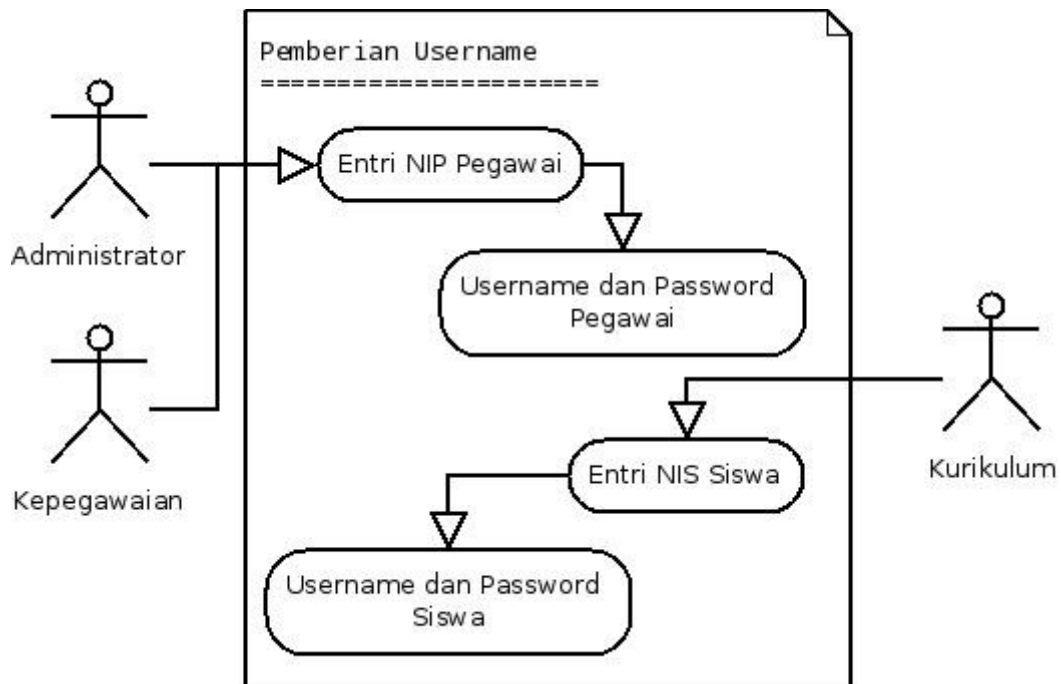 Pemberian Username
======================
Entri NIP Pegawai
Administrator
Username dan Password
Pegawai
Kepegawaian
Entri NIS Siswa
Kurikulum
Username dan Password
Siswa